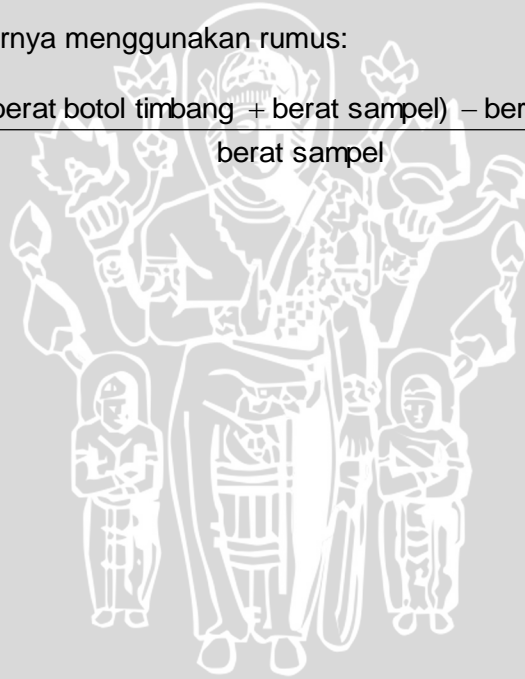 rnya menggunakan rumus:
berat botol timbang + berat sampel) − ber
berat sampel